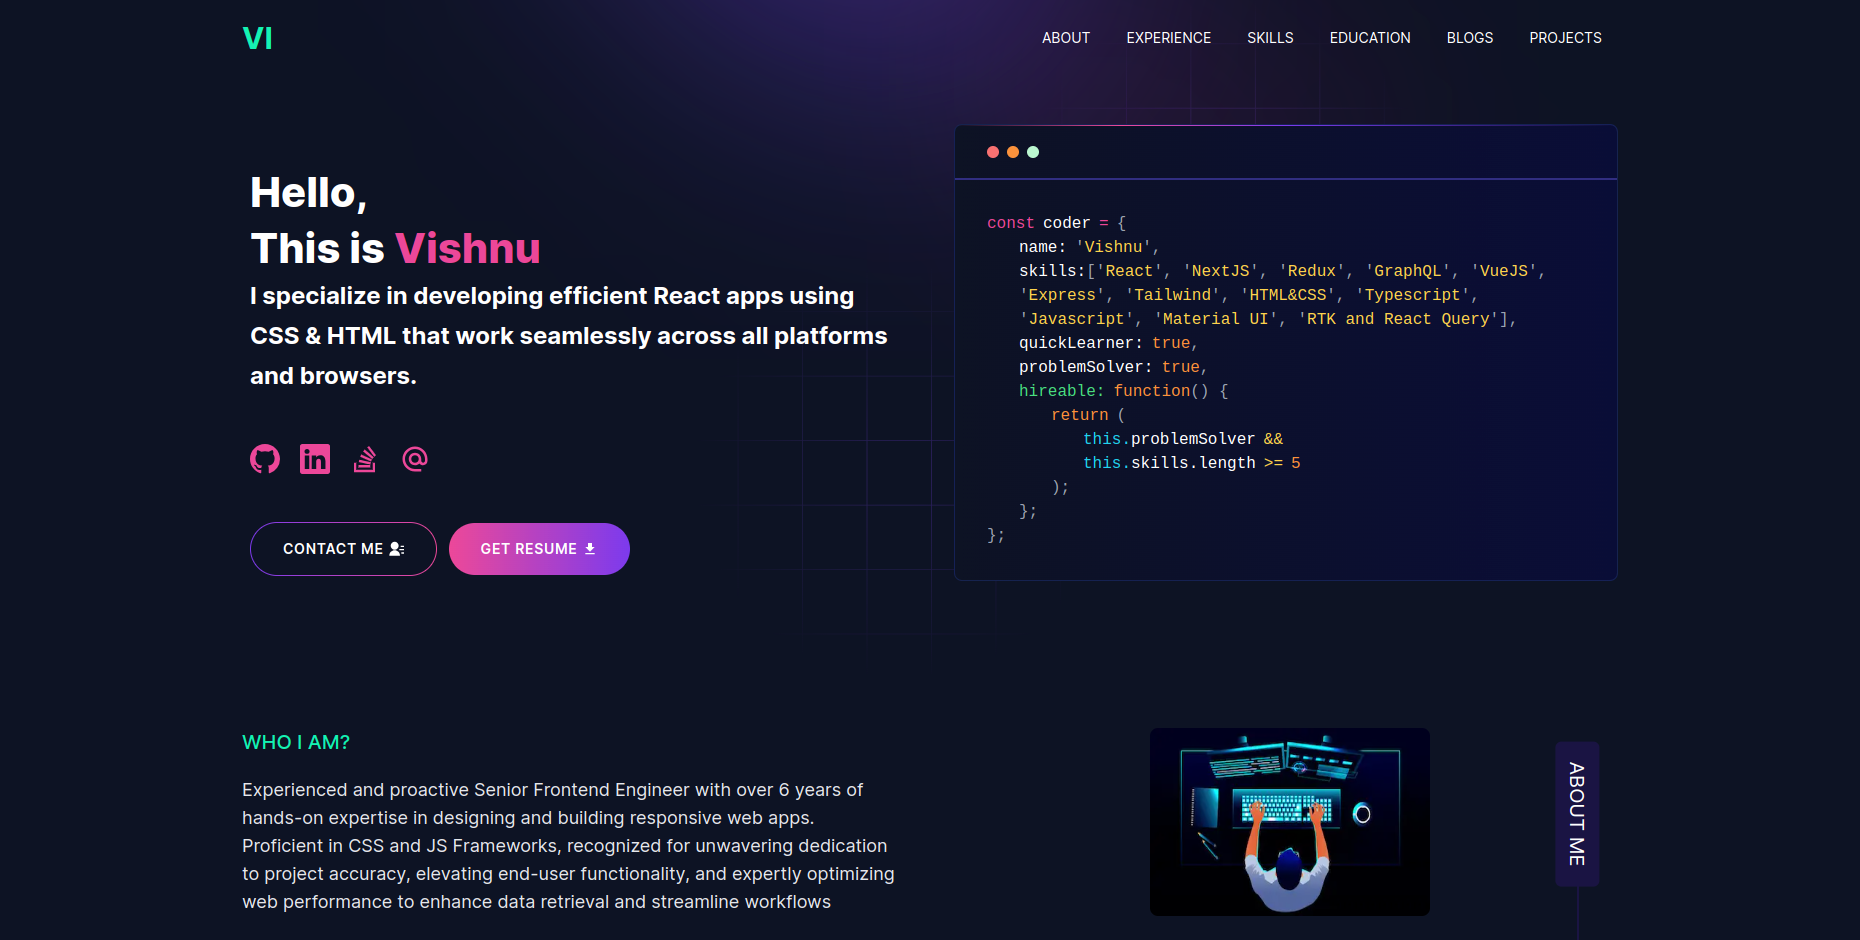 VI
ABOUT EXPERIENCE SKILLS EDUCATION BLOGS PROJECTS
Hello,
This is Vishnu
I specialize in developing efficient React apps using
CSS & HTML that work seamlessly across all platforms
and browsers.
CONTACT ME
GET RESUME
const coder = {
name: 'Vishnu',
skills:['React', 'NextJS', 'Redux', 'GraphQL', 'VueJS',
'Express', 'Tailwind', 'HTML&CSS', 'Typescript',
'Javascript', 'Material UI', 'RTK and React Query'],
quickLearner: true,
problemSolver: true,
hireable: function() {
return (
this.problemSolver &&
this.skills.length >= 5
);
};
};
WHO I AM?
Experienced and proactive Senior Frontend Engineer with over 6 years of
hands-on expertise in designing and building responsive web apps.
Proficient in CSS and JS Frameworks, recognized for unwavering dedication
to project accuracy, elevating end-user functionality, and expertly optimizing
web performance to enhance data retrieval and streamline workflows
ABOUT ME